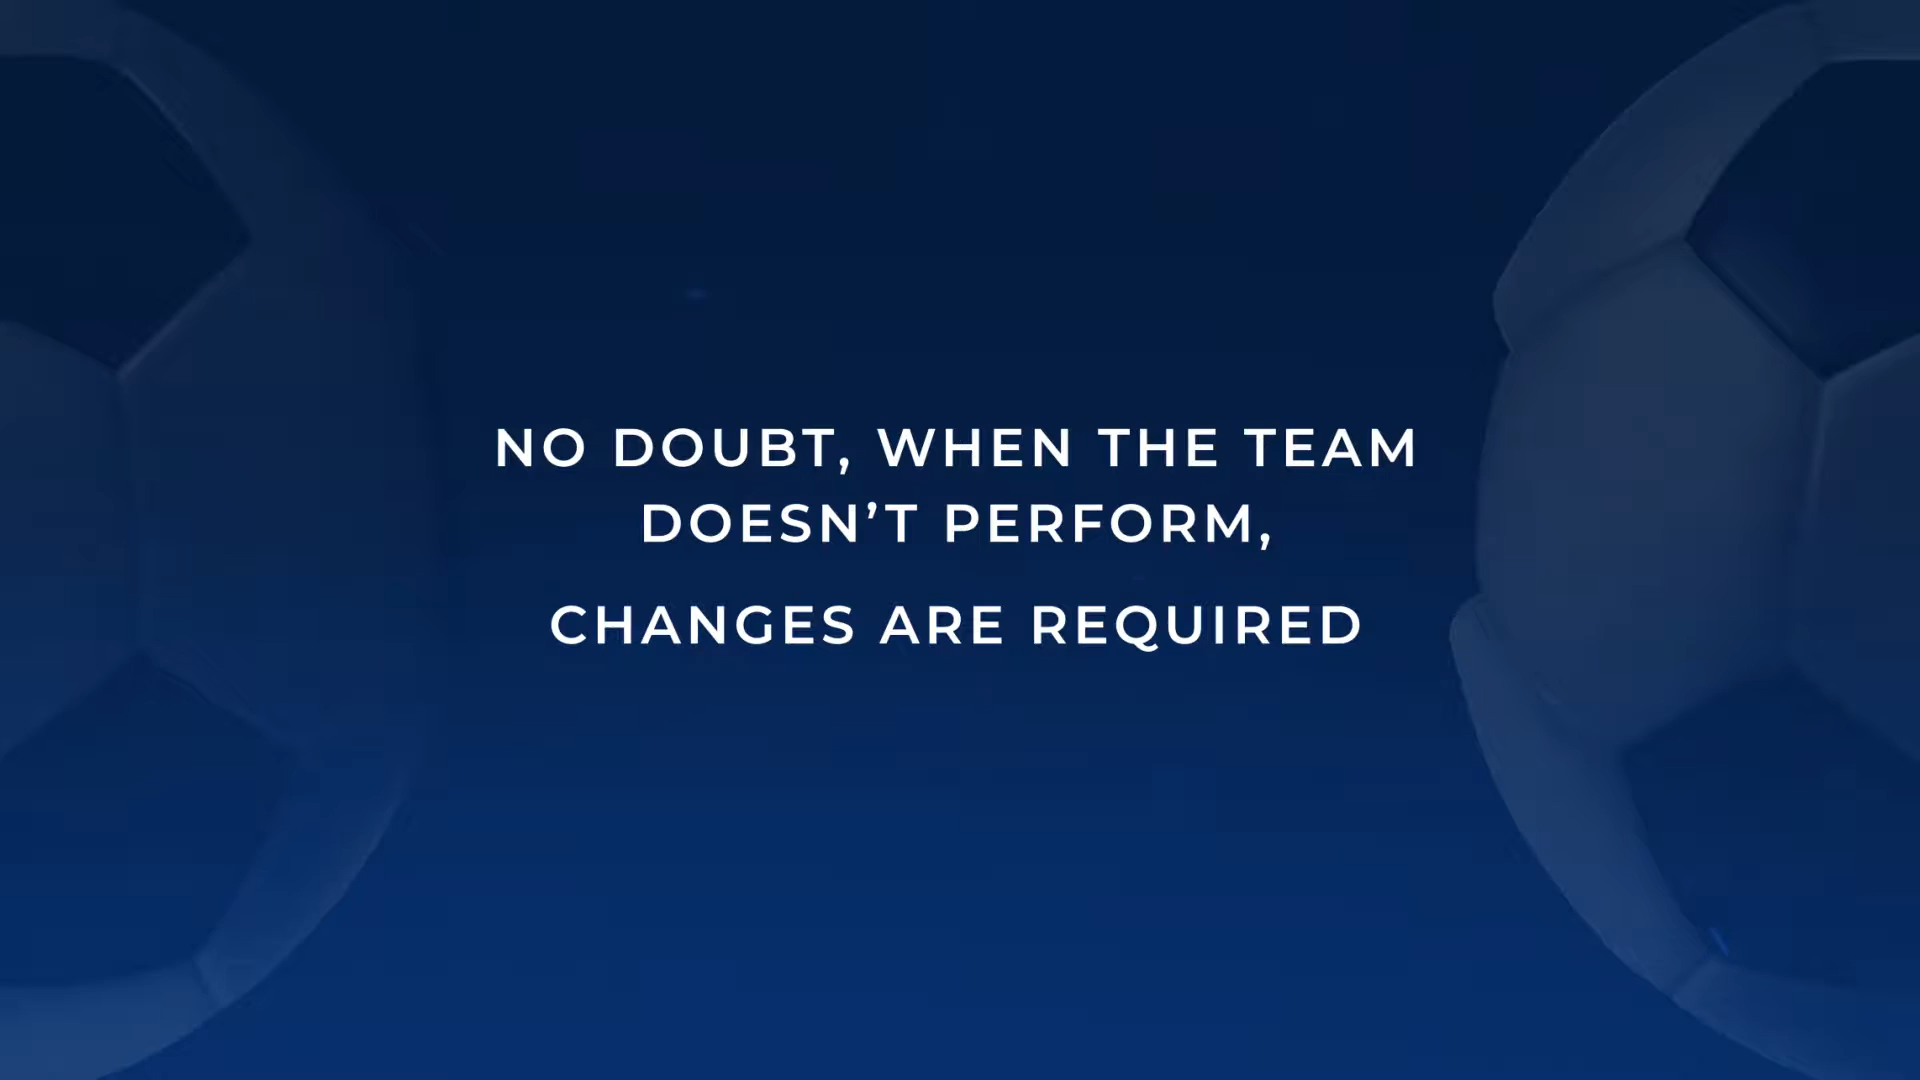 NO DOUBT, WHEN THE TEAM
DOESN’T PERFORM,
CHANGES ARE REQUIRED